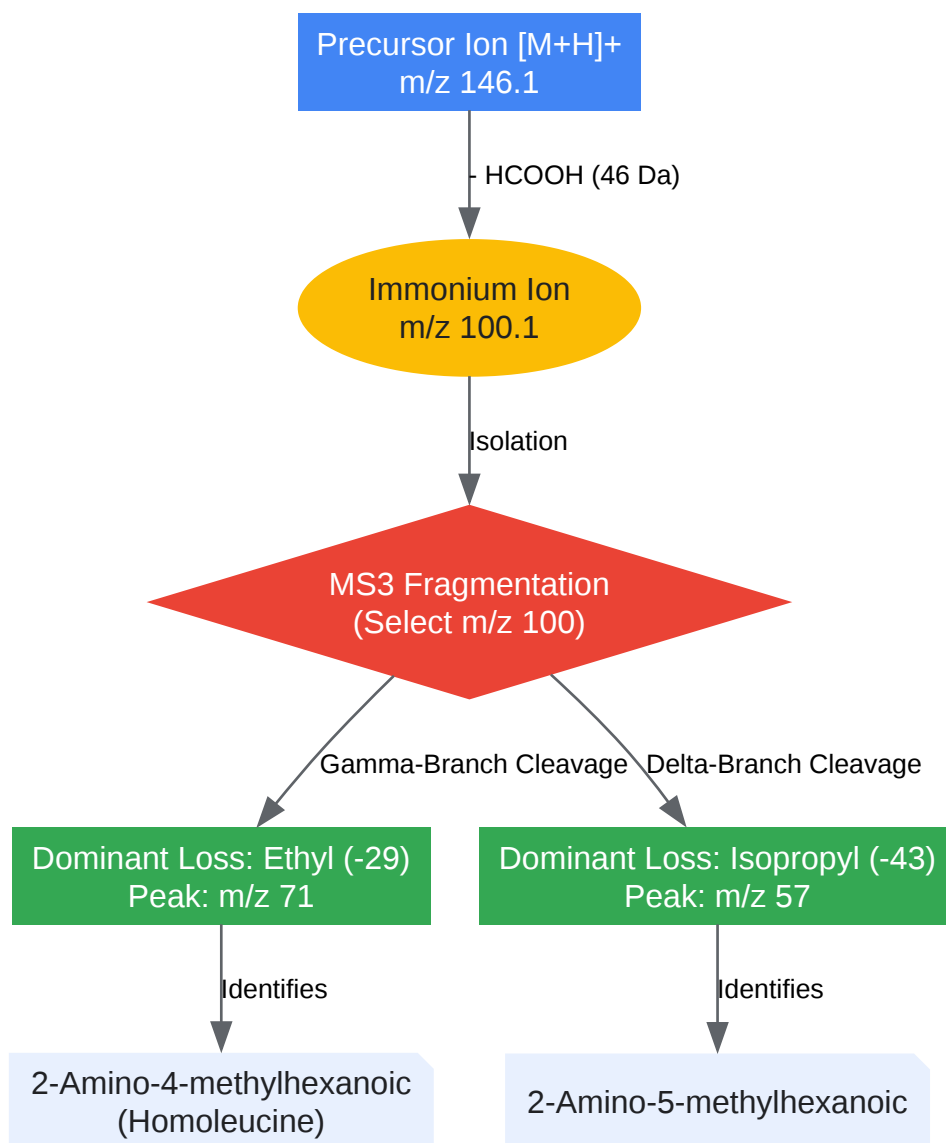 Precursor Ion [M+H]+
m/z 146.1
- HCOOH (46 Da)
Immonium Ion
m/z 100.1
Isolation
MS3 Fragmentation
(Select m/z 100)
Gamma-Branch Cleavage
Delta-Branch Cleavage
Dominant Loss: Ethyl (-29)
Peak: m/z 71
Dominant Loss: Isopropyl (-43)
Peak: m/z 57
Identifies
Identifies
2-Amino-4-methylhexanoic
(Homoleucine)
2-Amino-5-methylhexanoic